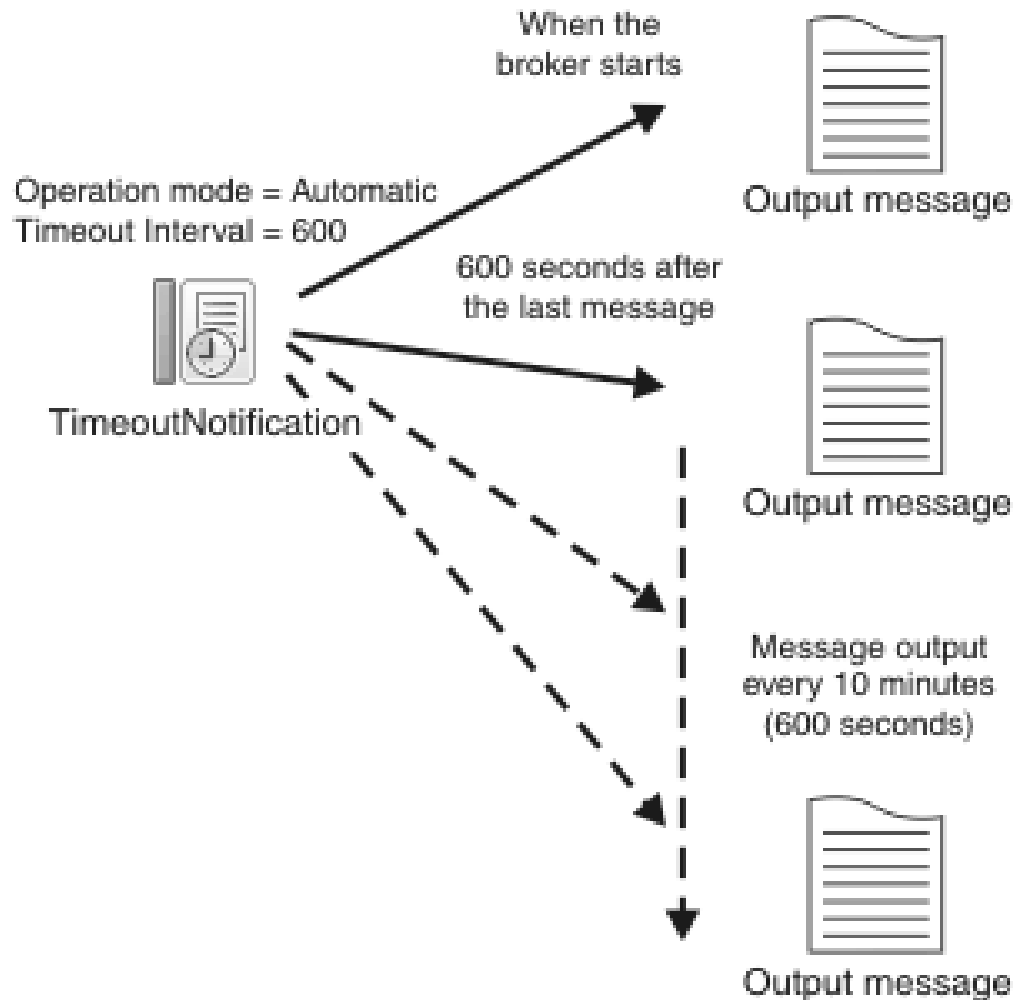 When the
broker starts
Output message
Operation mode = Automatic
Timeout Interval = 600
600 seconds after
the last message
TimeoutNotification
Output message
Message output
every 10 minutes
(600 seconds)
Output message